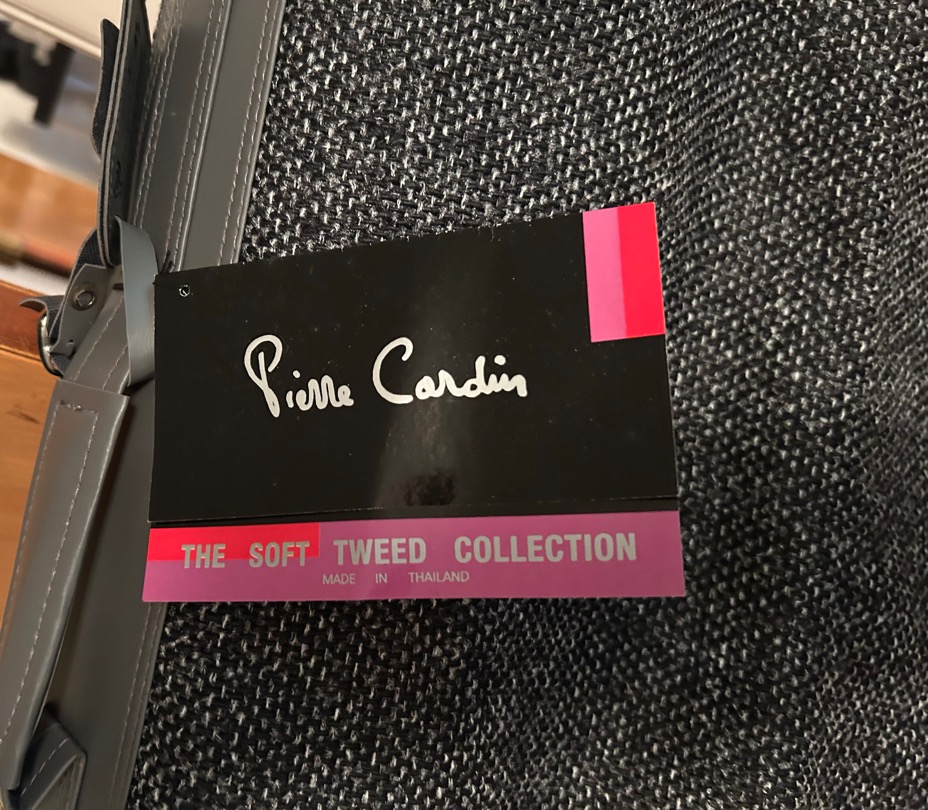 Pierre Cardin
THE SOFT TWEED COLLECTION
MADE IN THAILAND